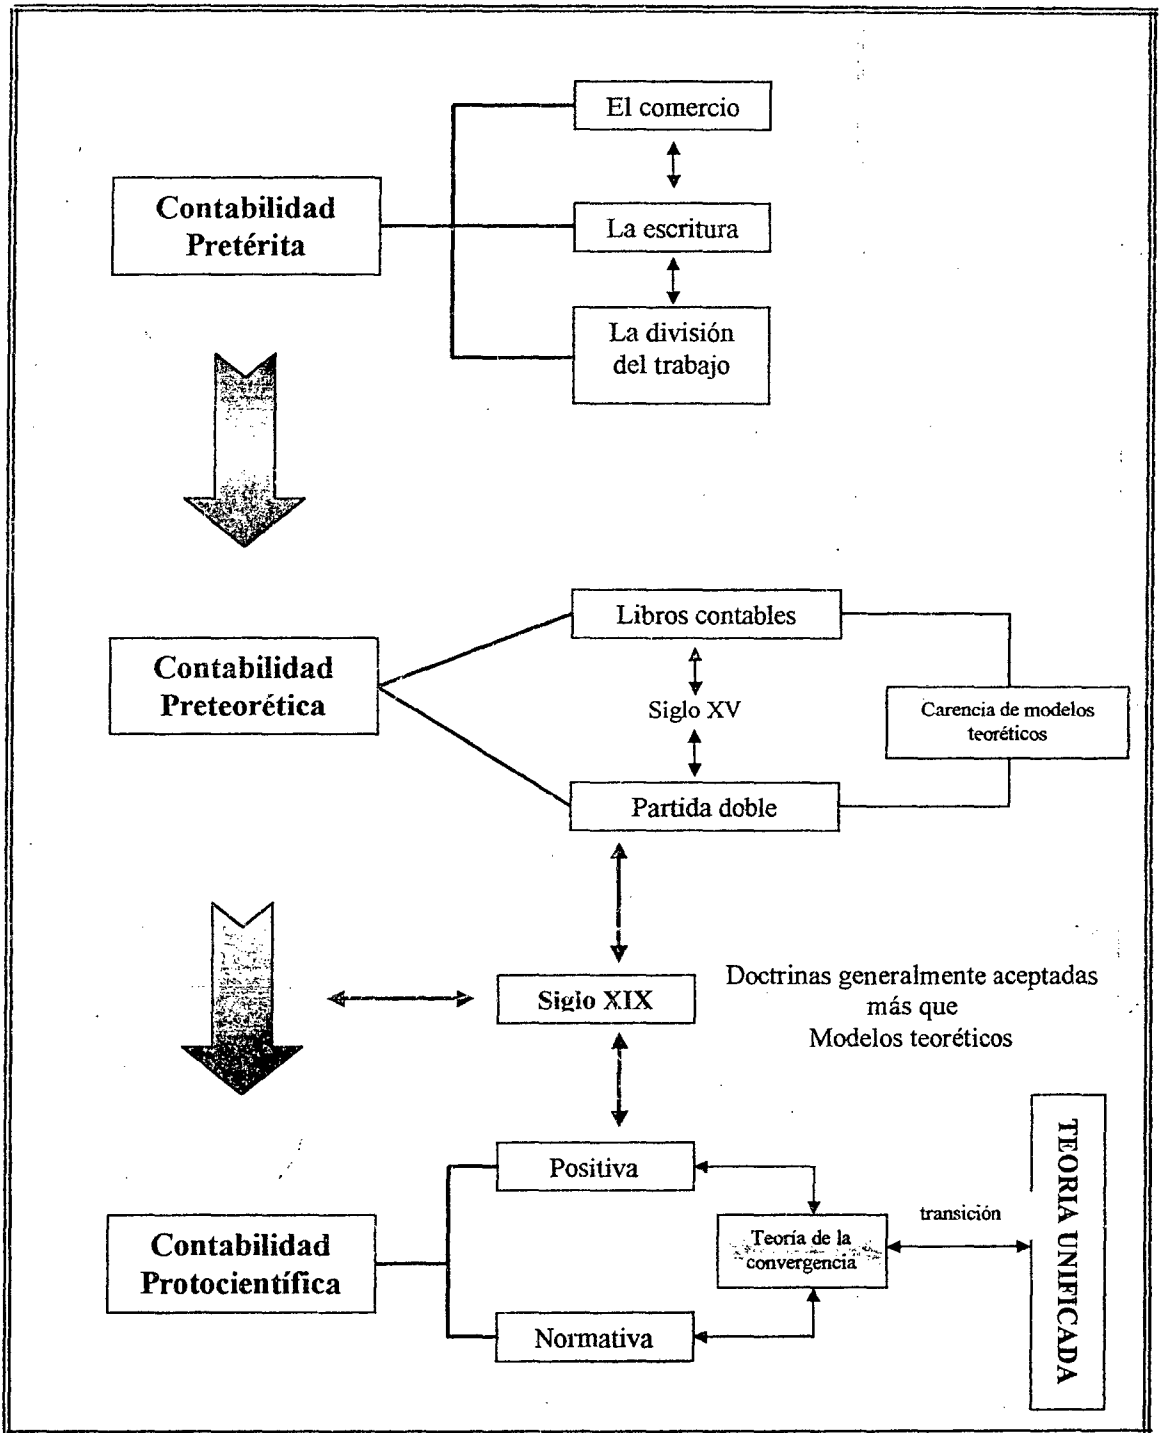 El comercio
Contabilidad
Pretérita
La escritura
La división
del trabajo
Libros contables
Contabilidad
Preteorética
Siglo XV
Carencia de modelos
teoréticos
Partida doble
Siglo XIX
Doctrinas generalmente aceptadas
más que
Modelos teoréticos
Positiva
Contabilidad
Protocientífica
Teoría de la
convergencia
transición
TEORIA UNIFICADA
Normativa